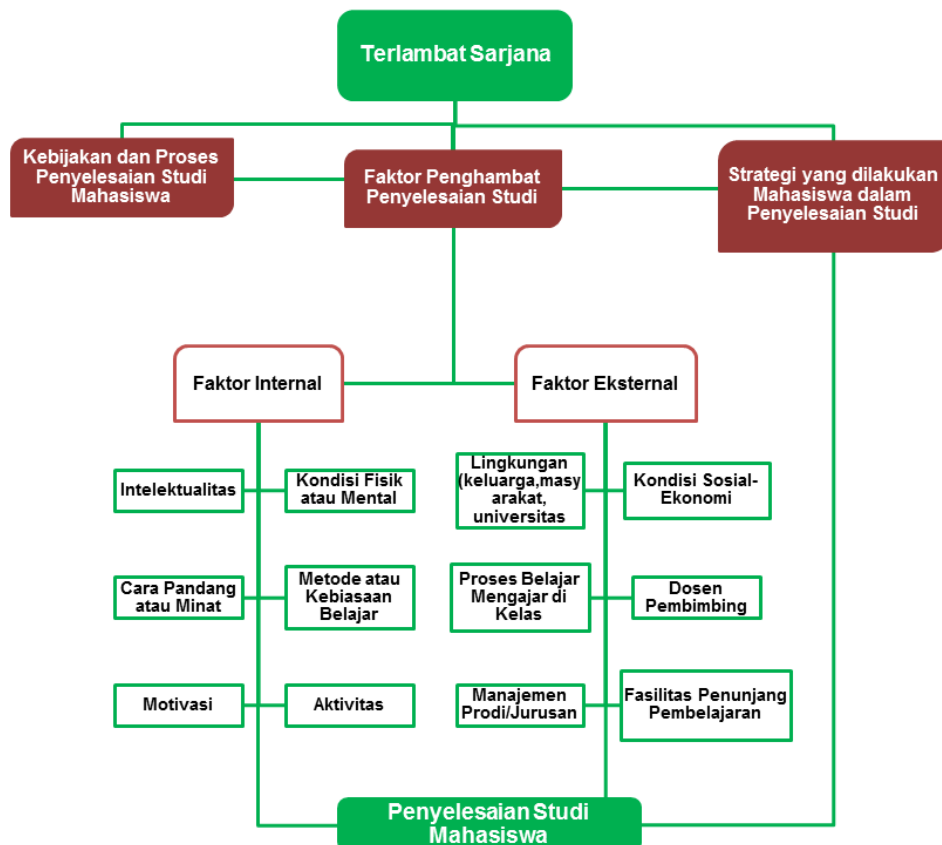 Terlambat Sarjana
Kebijakan dan Proses
Penyelesaian Studi
Mahasiswa
Faktor Penghambat
Penyelesaian Studi
Strategi yang dilakukan
Mahasiswa dalam
Penyelesaian Studi
Faktor Internal
Faktor Eksternal
Intelektualitas
Kondisi Fisik
atau Mental
Lingkungan
(keluarga,masy
arakat,
universitas
Kondisi Sosial-
Ekonomi
Cara Pandang
atau Minat
Metode atau
Kebiasaan
Belajar
Proses Belajar
Mengajar di
Kelas
Dosen
Pembimbing
Motivasi
Aktivitas
Manajemen
Prodi/Jurusan
Fasilitas Penunjang
Pembelajaran
Penyelesaian Studi
Mahasiswa